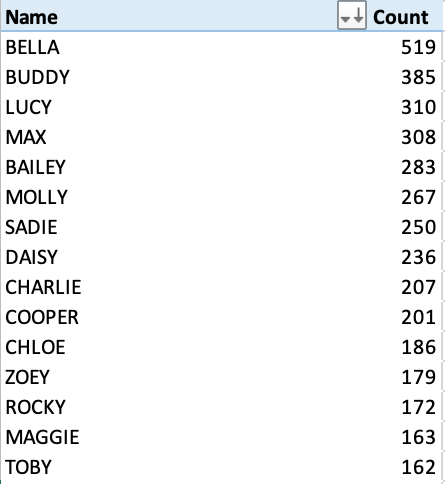 Name Count
BELLA 519
BUDDY 385
LUCY 310
MAX 308
BAILEY 283
MOLLY 267
SADIE 250
DAISY 236
CHARLIE 207
COOPER 201
CHLOE 186
ZOEY 179
ROCKY 172
MAGGIE 163
TOBY 162